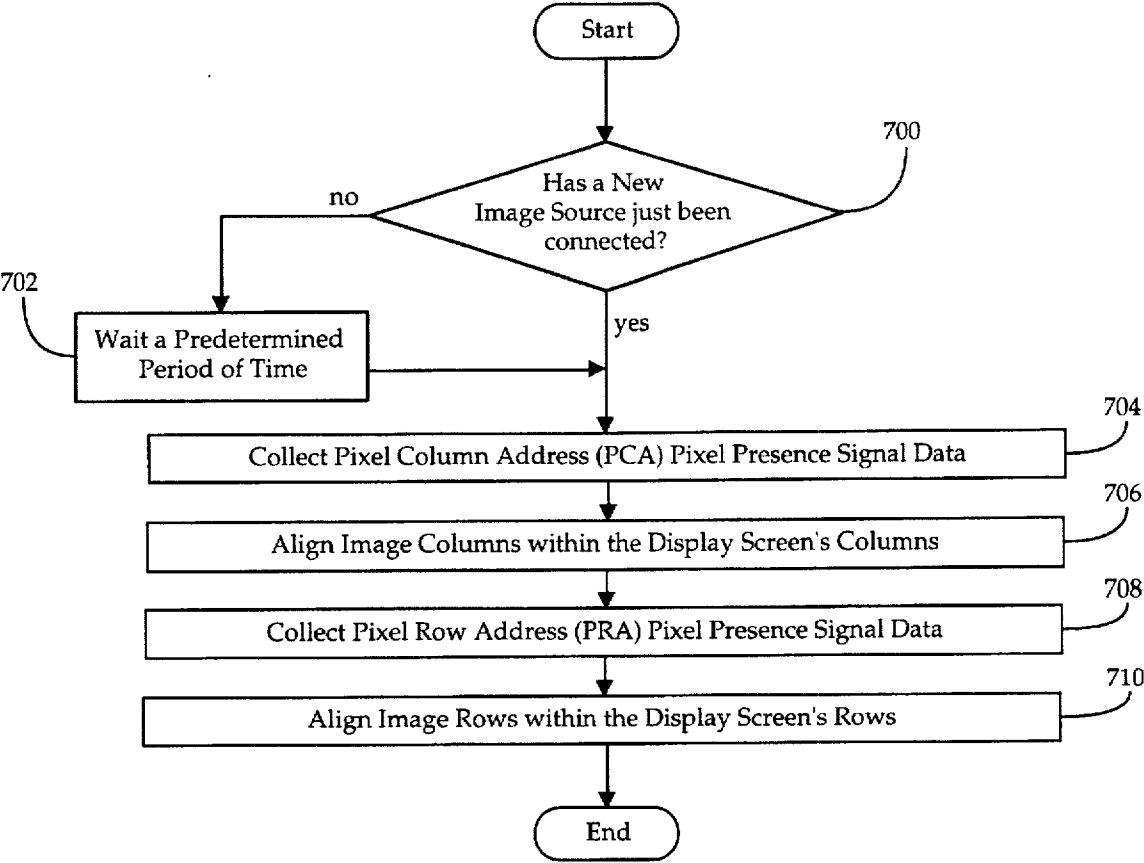 Start
700
Has a New
Image Source just been
connected?
no
702
Wait a Predetermined
Period of Time
yes
704
Collect Pixel Column Address (PCA) Pixel Presence Signal Data
706
Align Image Columns within the Display Screen's Columns
708
Collect Pixel Row Address (PRA) Pixel Presence Signal Data
710
Align Image Rows within the Display Screen's Rows
End